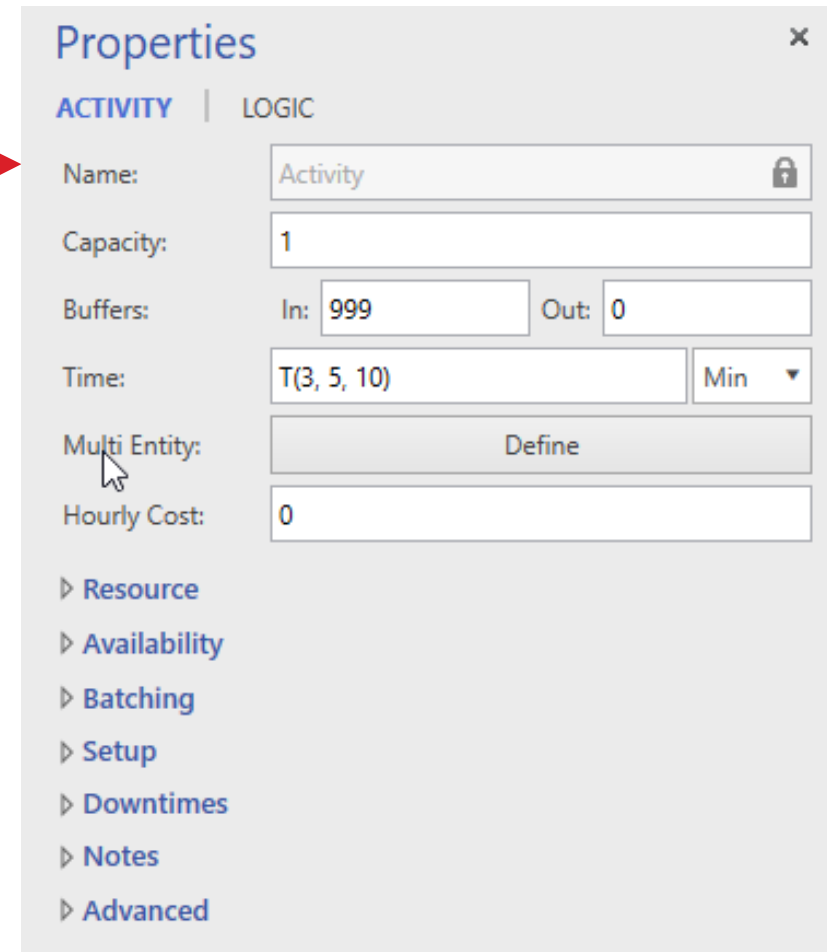 Properties
ACTIVITY | LOGIC
Name: Activity
Capacity: 1
Buffers: In: 999 Out: 0
Time: T(3, 5, 10) Min
Multi Entity: Define
Hourly Cost: 0
Resource
Availability
Batching
Setup
Downtimes
Notes
Advanced